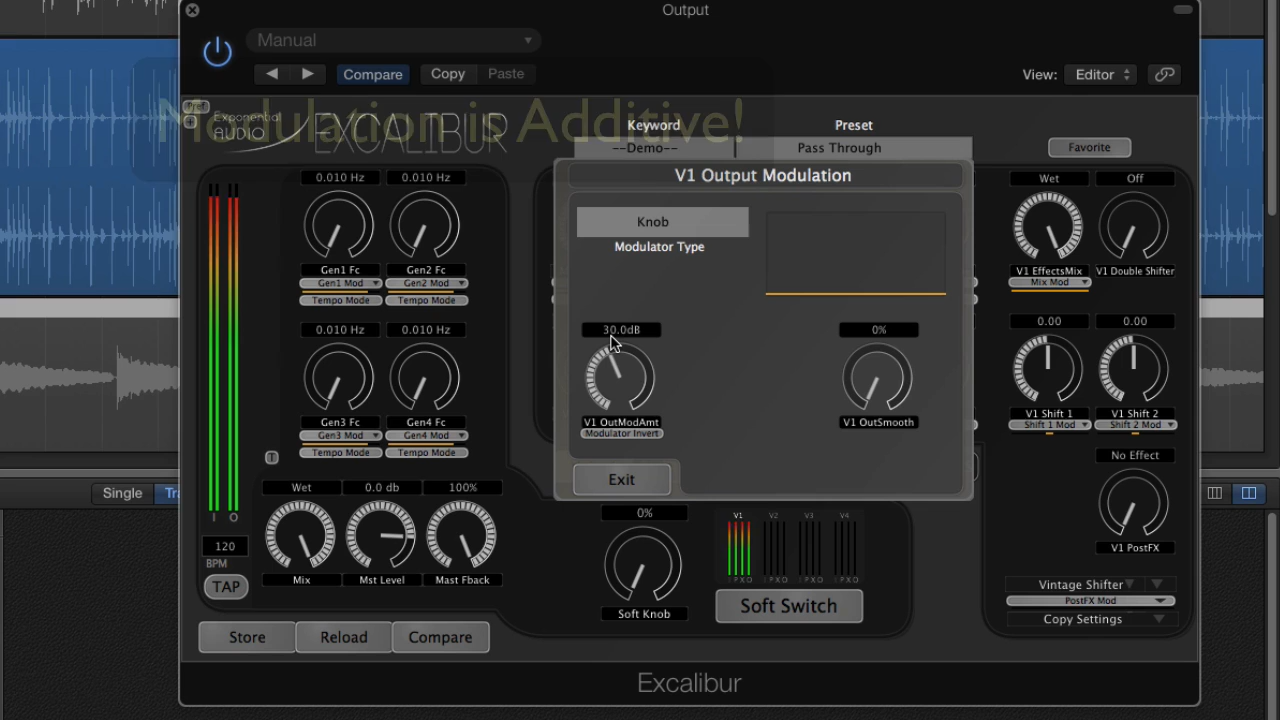 Output
Manual
Compare
Copy
Paste
View:
Editor
Pref
Exponential
AUDIO
EXCALIBUR
Modulation is Additive!
Keyword
Preset
--Demo--
Pass Through
Favorite
V1 Output Modulation
0.010 Hz
0.010 Hz
Knob
Modulator Type
Wet
Off
Gen1 Fc
Gen2 Fc
Gen1 Mod
Gen2 Mod
Tempo Mode
Tempo Mode
V1 EffectsMix
V1 Double Shifter
Mix Mod
0.010 Hz
0.010 Hz
30.0dB
0%
0.00
0.00
Gen3 Fc
Gen4 Fc
Gen3 Mod
Gen4 Mod
Tempo Mode
Tempo Mode
V1 OutModAmt
Modulator Invert
V1 OutSmooth
V1 Shift 1
V1 Shift 2
Shift 1 Mod
Shift 2 Mod
T
Exit
No Effect
Single
Wet
0.0 db
100%
I
O
120
BPM
TAP
Mix
Mst Level
Mast Fback
0%
Soft Knob
V1
V2
V3
V4
I P X O
I P X O
I P X O
I P X O
Soft Switch
V1 PostFX
Vintage Shifter
PostFX Mod
Copy Settings
Store
Reload
Compare
Excalibur